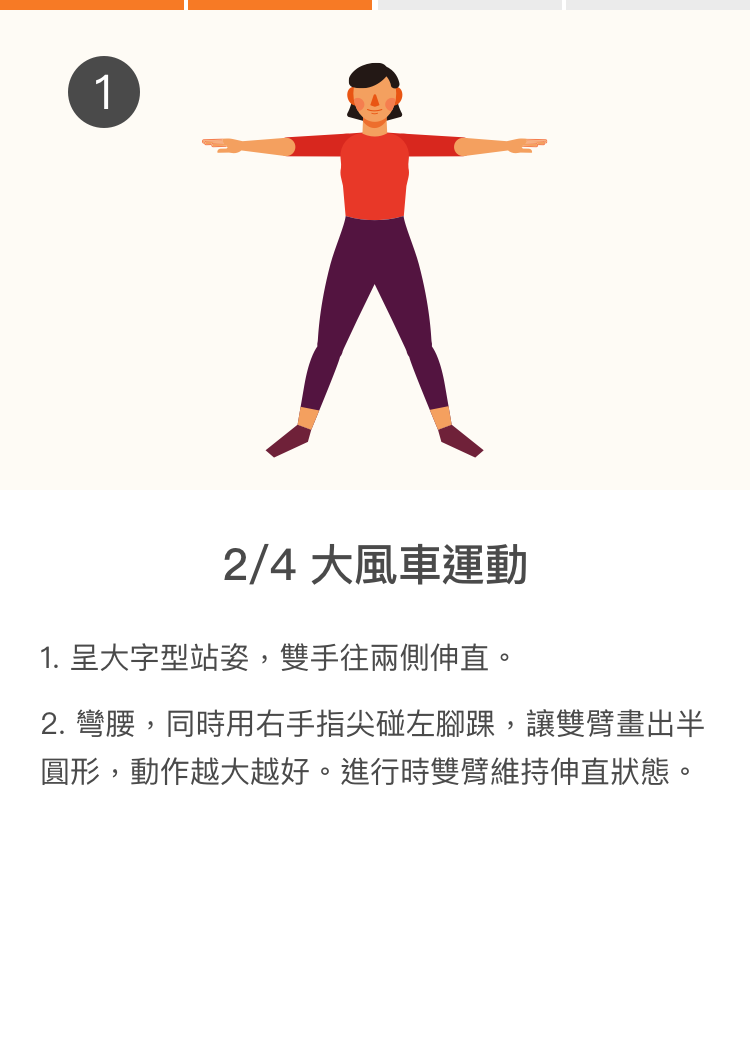 1
2/4 大風車運動
1. 呈大字型站姿，雙手往兩側伸直。
2. 彎腰，同時用右手指尖碰左腳踝，讓雙臂畫出半
圓形，動作越大越好。進行時雙臂維持伸直狀態。